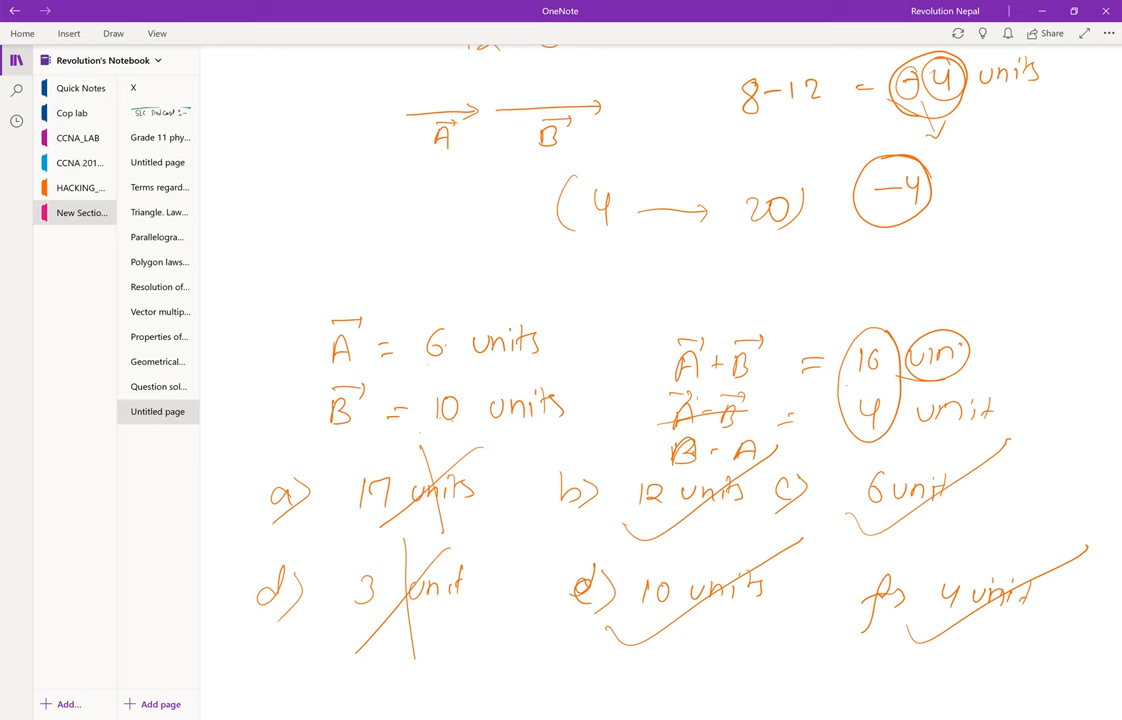 OneNote
Revolution Nepal
Home Insert Draw View
Share
Revolution's Notebook
Quick Notes
Cop lab
CCNA_LAB
CCNA 201...
HACKING_...
New Sectio...
X
Grade 11 phy...
Untitled page
Terms regard...
Triangle. Law...
Parallelogra...
Polygon laws...
Resolution of...
Vector multip...
Properties of...
Geometrical...
Question sol...
Untitled page
Add...
Add page
8-12 = -4 units
A→ B→
(4 → 20) -4
A→ = 6 units
B→ = 10 units
A→ + B→ = 16 uni
A→ - B→ = 4 unit
B - A
a) 17 units b) 12 units c) 6 unit
d) 3 unit e) 10 units f) 4 unit